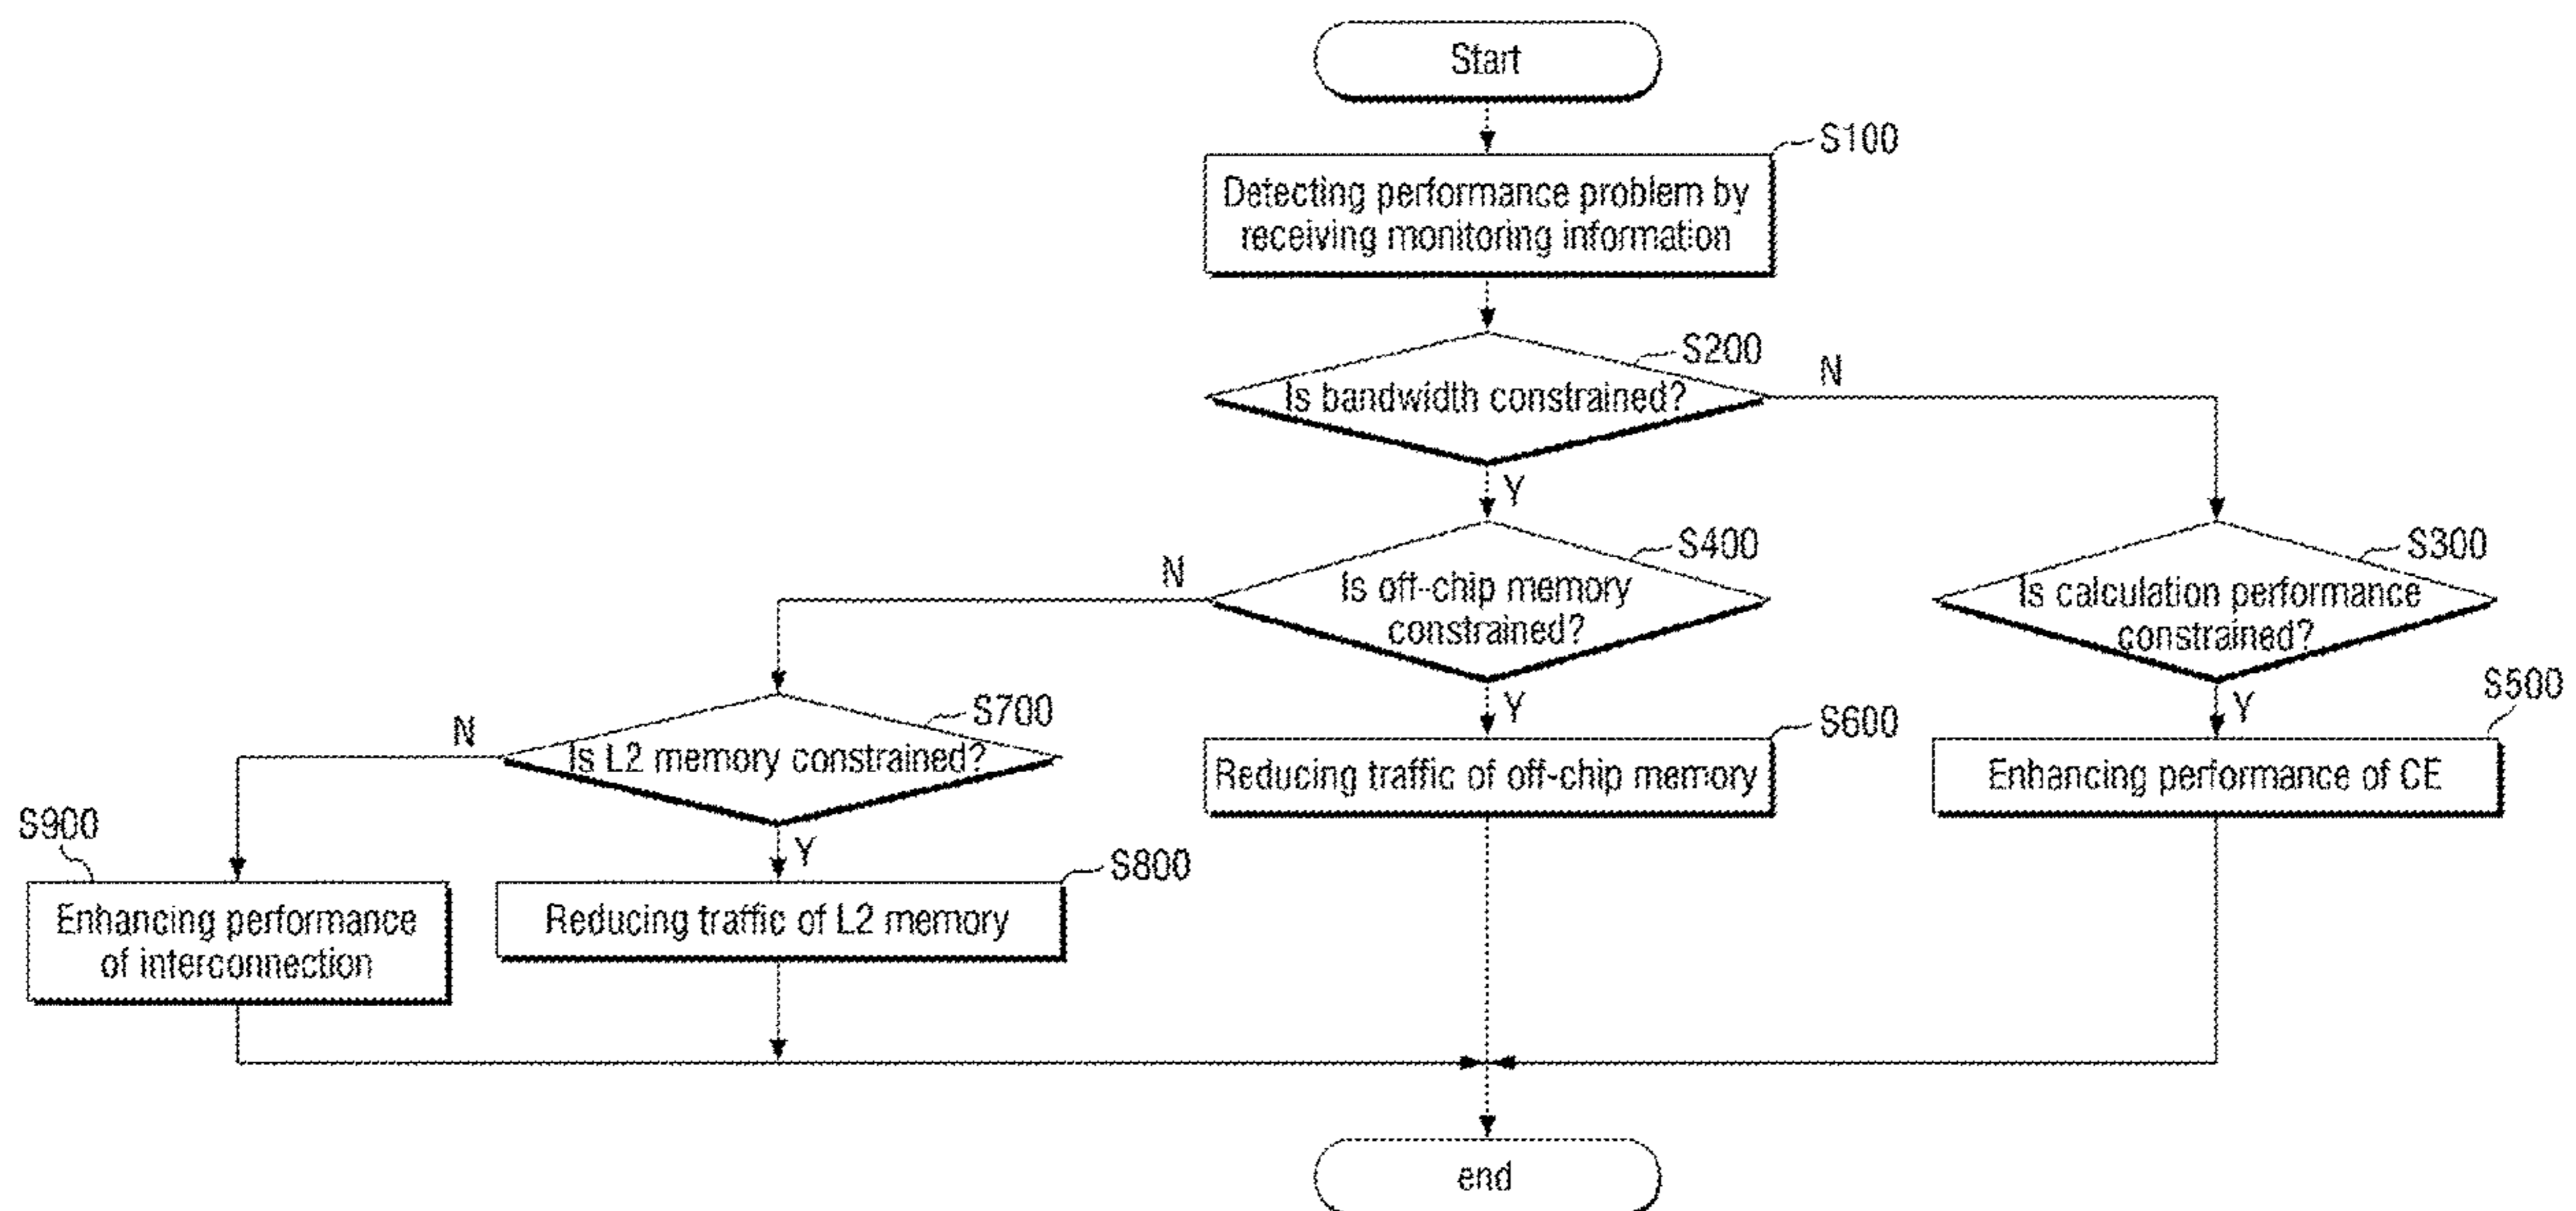 Start
S100
Detecting performance problem by
receiving monitoring information
S200
N
Is bandwidth constrained?
Y
S400
S300
N
Is off-chip memory
constrained?
Is calculation performance
constrained?
Y
Y
S500
S700
S600
N
Is L2 memory constrained?
Reducing traffic of off-chip memory
Enhancing performance of CE
S900
Y
S800
Enhancing performance
of interconnection
Reducing traffic of L2 memory
end